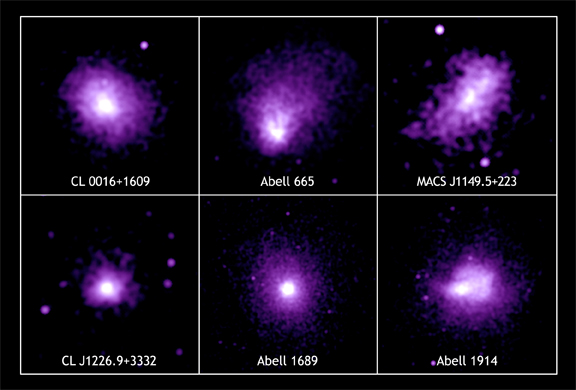 CL 0016+1609
Abell 665
MACS J1149.5+223
CL J1226.9+3332
Abell 1689
Abell 1914